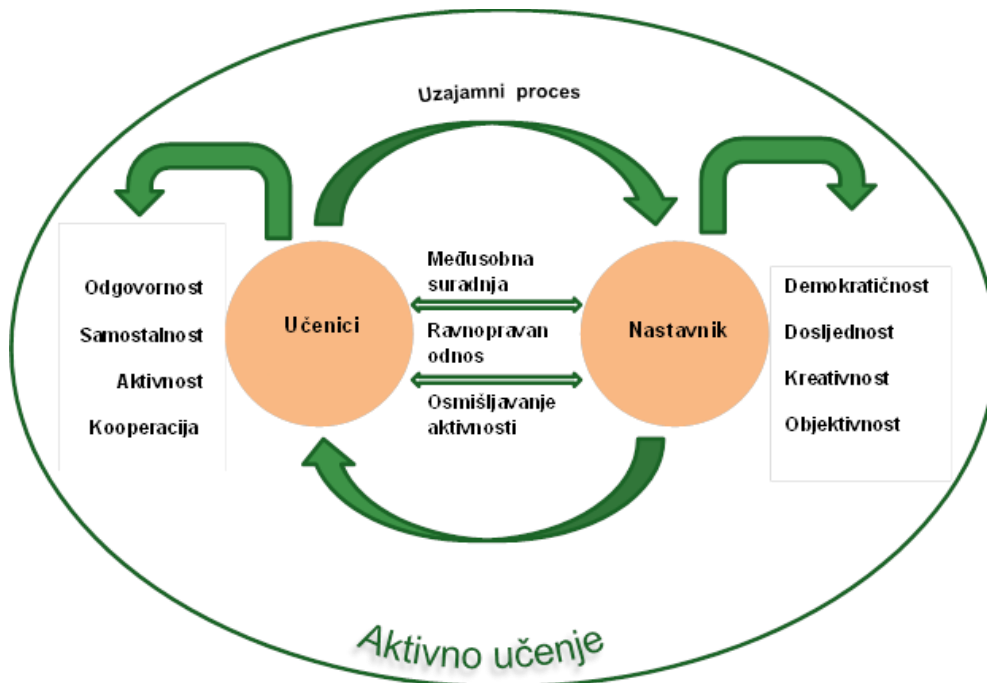 Uzajamni proces
Odgovornost
Samostalnost
Aktivnost
Kooperacija
Učenici
Međusobna
suradnja
Ravnopravan
odnos
Osmišljavanje
aktivnosti
Nastavnik
Demokratičnost
Dosljednost
Kreativnost
Objektivnost
Aktivno učenje